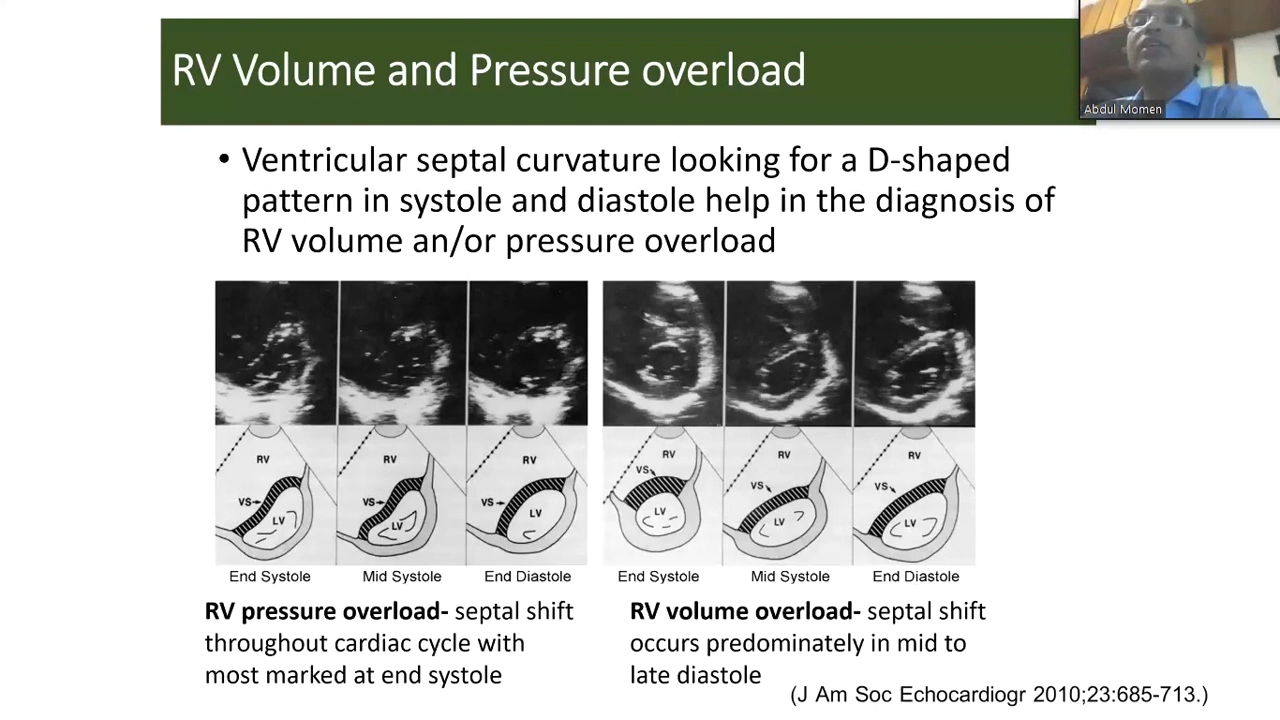 RV Volume and Pressure overload
Abdul Momen
• Ventricular septal curvature looking for a D-shaped
pattern in systole and diastole help in the diagnosis of
RV volume an/or pressure overload
RV
VS
LV
RV
VS
LV
RV
VS
LV
RV
VS
LV
RV
VS
LV
RV
VS
LV
End Systole
Mid Systole
End Diastole
End Systole
Mid Systole
End Diastole
RV pressure overload- septal shift
throughout cardiac cycle with
most marked at end systole
RV volume overload- septal shift
occurs predominately in mid to
late diastole
(J Am Soc Echocardiogr 2010;23:685-713.)